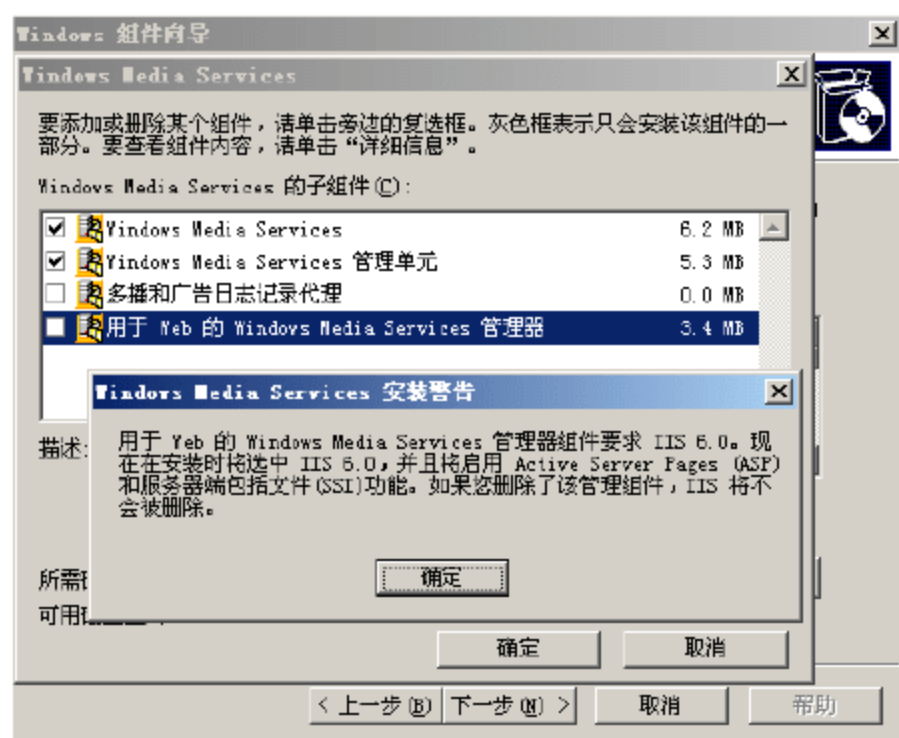 Windows 组件向导
Windows Media Services
要添加或删除某个组件，请单击旁边的复选框。灰色框表示只会安装该组件的一
部分。要查看组件内容，请单击“详细信息”。
Windows Media Services 的子组件(C):
Windows Media Services 6.2 MB
Windows Media Services 管理单元 5.3 MB
多播和广告日志记录代理 0.0 MB
用于 Web 的 Windows Media Services 管理器 3.4 MB
Windows Media Services 安装警告
描述:
用于 Web 的 Windows Media Services 管理器组件要求 IIS 6.0。现
在在安装时将选中 IIS 6.0，并且将启用 Active Server Pages (ASP)
和服务器端包括文件(SSI)功能。如果您删除了该管理组件，IIS 将不
会被删除。
确定
所需
可用
确定 取消
< 上一步(B) 下一步(N) > 取消 帮助